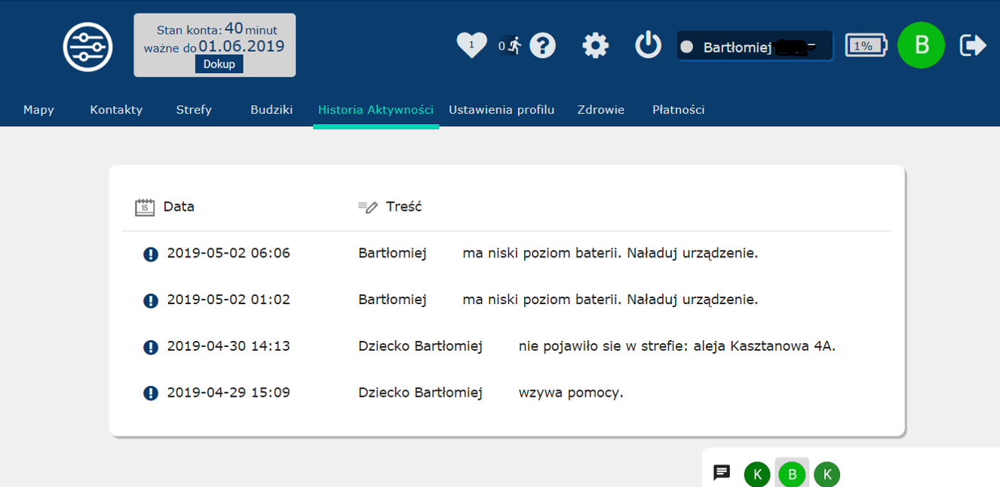 Stan konta: 40 minut
ważne do 01.06.2019
Dokup
1
0
?
Bartłomiej
1%
B
Mapy Kontakty Strefy Budziki Historia Aktywności Ustawienia profilu Zdrowie Płatności
15 Data Treść
2019-05-02 06:06 Bartłomiej ma niski poziom baterii. Naładuj urządzenie.
2019-05-02 01:02 Bartłomiej ma niski poziom baterii. Naładuj urządzenie.
2019-04-30 14:13 Dziecko Bartłomiej nie pojawiło sie w strefie: aleja Kasztanowa 4A.
2019-04-29 15:09 Dziecko Bartłomiej wzywa pomocy.
K B K